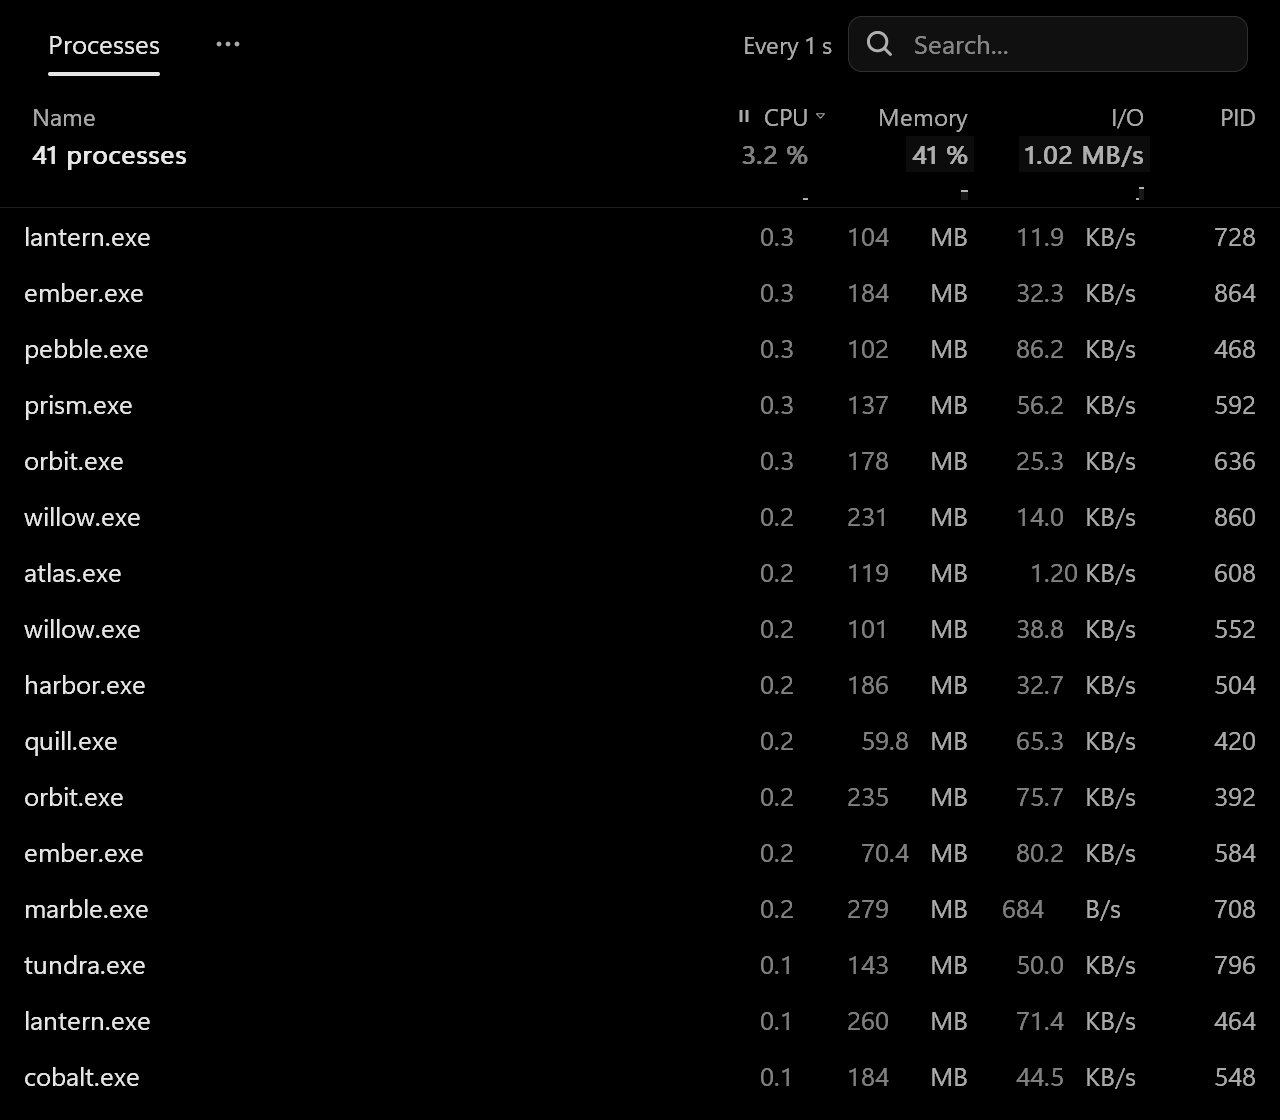 Processes ··· Every 1 s Search...
Name CPU Memory I/O PID
41 processes 3.2 % 41 % 1.02 MB/s
lantern.exe 0.3 104 MB 11.9 KB/s 728
ember.exe 0.3 184 MB 32.3 KB/s 864
pebble.exe 0.3 102 MB 86.2 KB/s 468
prism.exe 0.3 137 MB 56.2 KB/s 592
orbit.exe 0.3 178 MB 25.3 KB/s 636
willow.exe 0.2 231 MB 14.0 KB/s 860
atlas.exe 0.2 119 MB 1.20 KB/s 608
willow.exe 0.2 101 MB 38.8 KB/s 552
harbor.exe 0.2 186 MB 32.7 KB/s 504
quill.exe 0.2 59.8 MB 65.3 KB/s 420
orbit.exe 0.2 235 MB 75.7 KB/s 392
ember.exe 0.2 70.4 MB 80.2 KB/s 584
marble.exe 0.2 279 MB 684 B/s 708
tundra.exe 0.1 143 MB 50.0 KB/s 796
lantern.exe 0.1 260 MB 71.4 KB/s 464
cobalt.exe 0.1 184 MB 44.5 KB/s 548